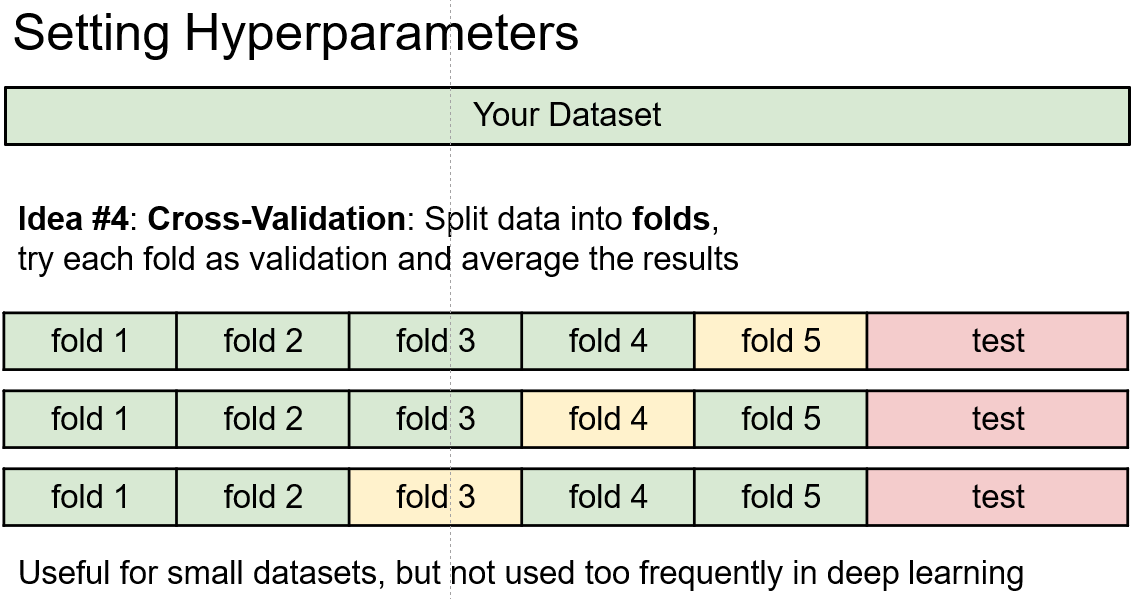 Setting Hyperparameters
Your Dataset
Idea #4: Cross-Validation: Split data into folds,
try each fold as validation and average the results
fold 1 fold 2 fold 3 fold 4 fold 5 test
fold 1 fold 2 fold 3 fold 4 fold 5 test
fold 1 fold 2 fold 3 fold 4 fold 5 test
Useful for small datasets, but not used too frequently in deep learning